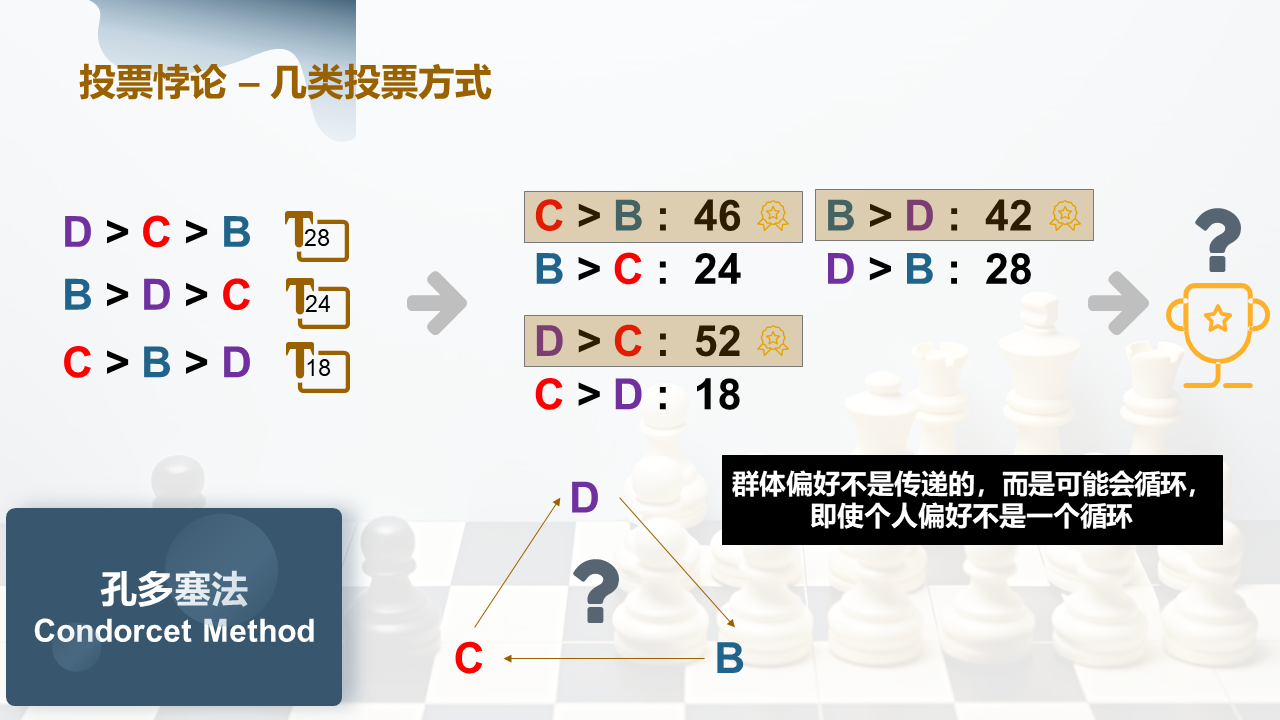 投票悖论 – 几类投票方式
D > C > B
28
B > D > C
24
C > B > D
18
C > B : 46
B > C : 24
D > C : 52
C > D : 18
B > D : 42
D > B : 28
?
群体偏好不是传递的，而是可能会循环，
即使个人偏好不是一个循环
D
?
C
B
孔多塞法
Condorcet Method